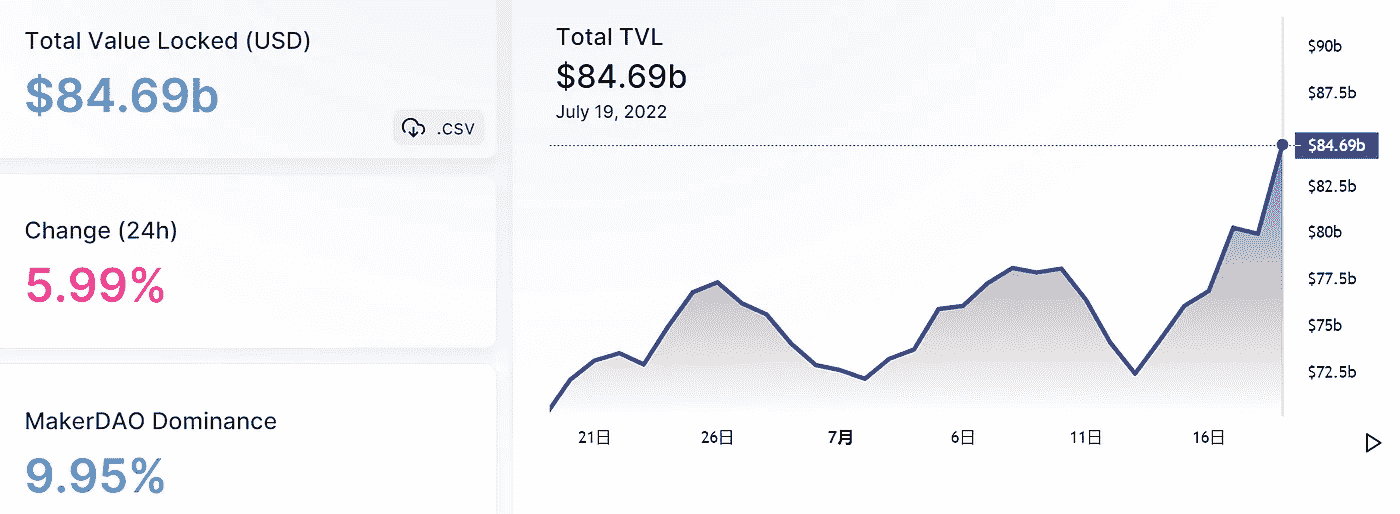 Total Value Locked (USD)
$84.69b
.CSV
Change (24h)
5.99%
MakerDAO Dominance
9.95%
Total TVL
$84.69b
July 19, 2022
$90b
$87.5b
$84.69b
$82.5b
$80b
$77.5b
$75b
$72.5b
21日 26日 7月 6日 11日 16日